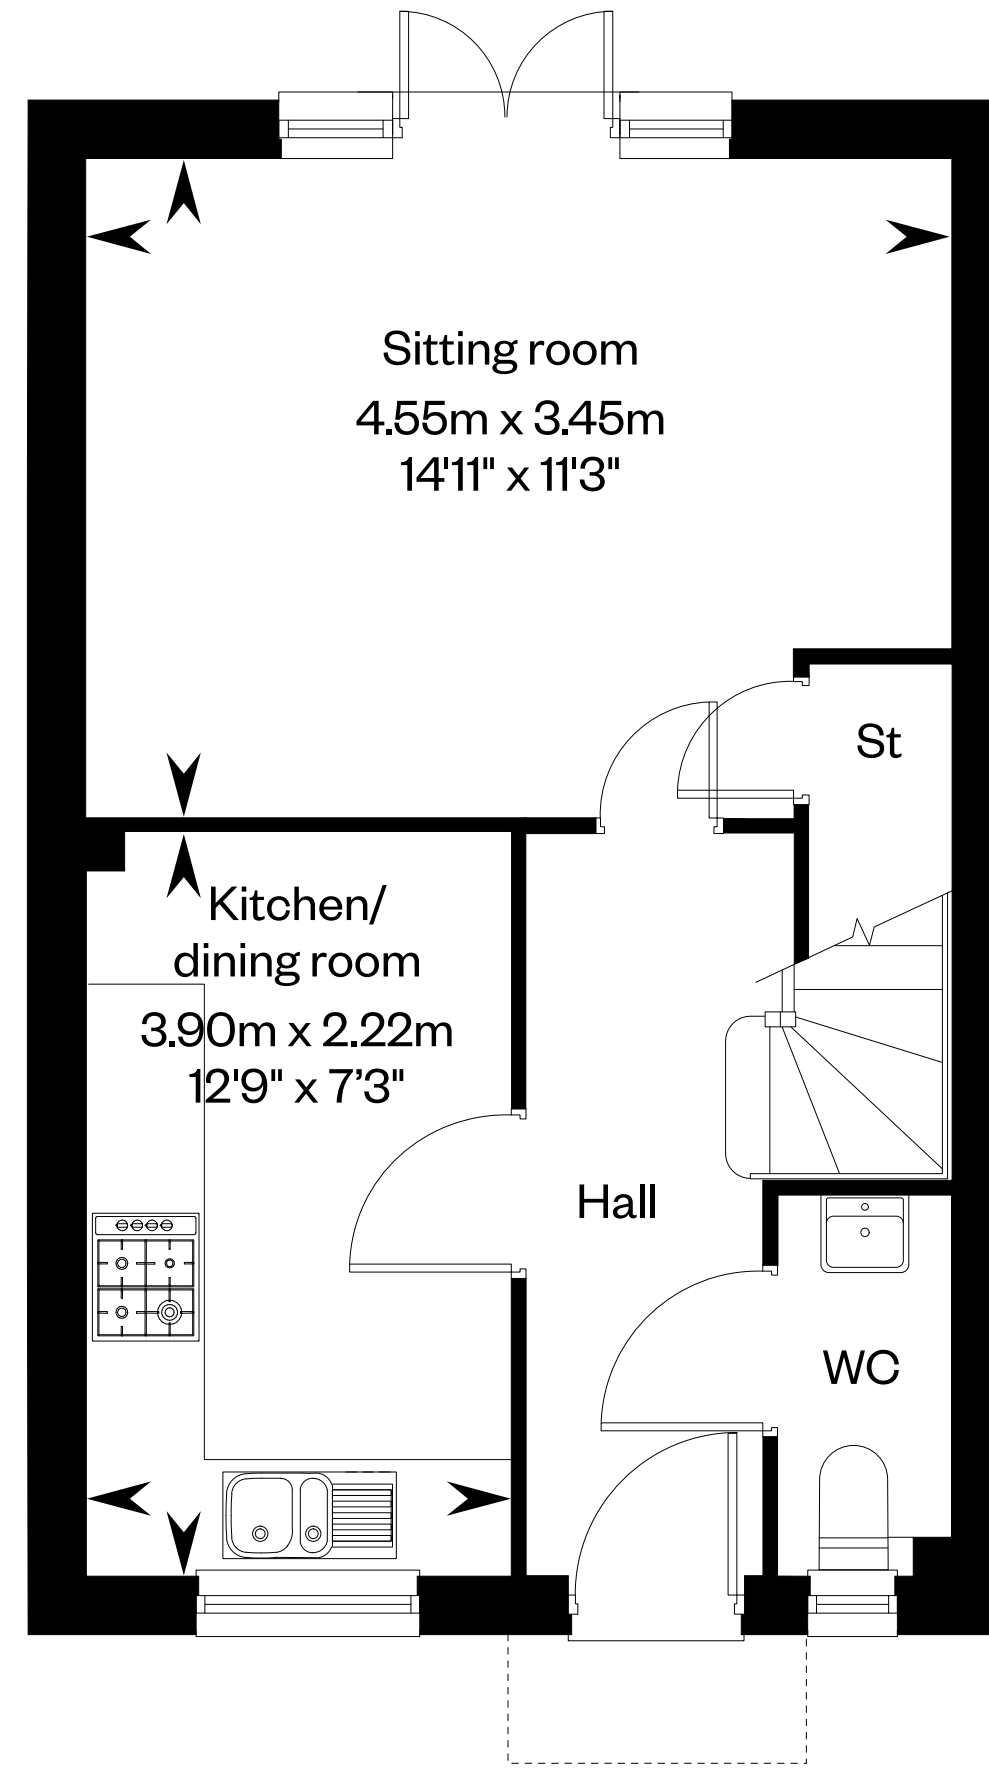 Sitting room
4.55m x 3.45m
14'11" x 11'3"
St
Kitchen/
dining room
3.90m x 2.22m
12'9" x 7’3"
Hall
WC